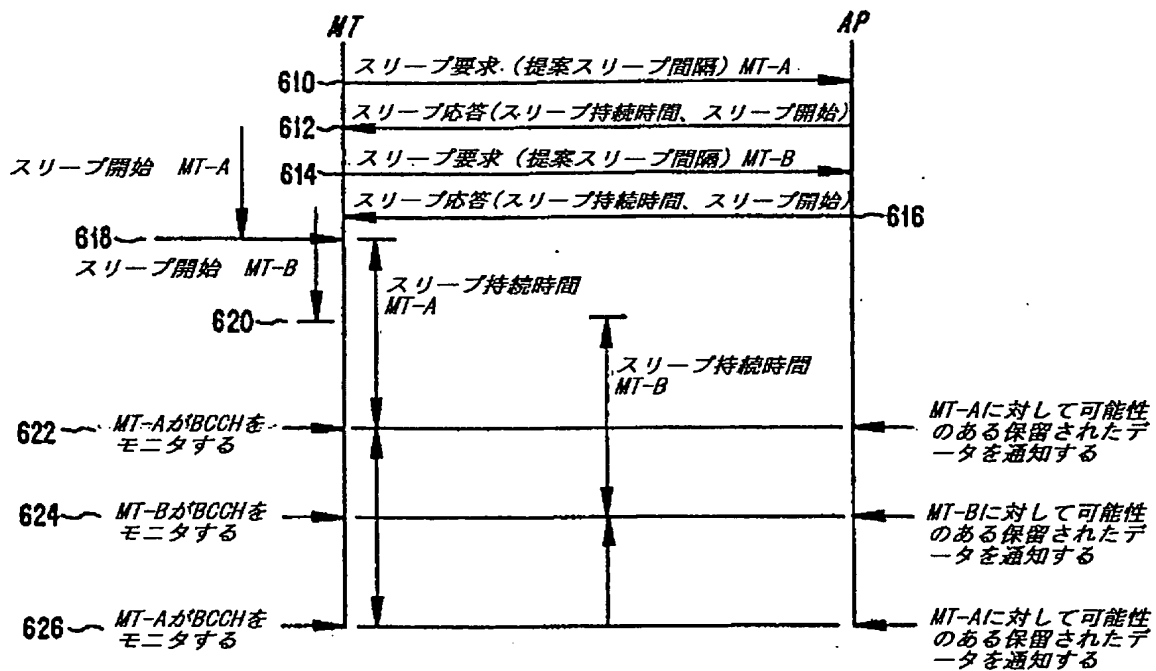 MT
AP
610
スリープ要求（提案スリープ間隔）MT-A
612
スリープ応答(スリープ持続時間、スリープ開始)
スリープ開始　MT-A
614
スリープ要求（提案スリープ間隔）MT-B
スリープ応答(スリープ持続時間、スリープ開始)
616
618
スリープ開始　MT-B
スリープ持続時間
MT-A
620
スリープ持続時間
MT-B
622
MT-AがBCCHを
モニタする
MT-Aに対して可能性
のある保留されたデ
ータを通知する
624
MT-BがBCCHを
モニタする
MT-Bに対して可能性
のある保留されたデ
ータを通知する
626
MT-AがBCCHを
モニタする
MT-Aに対して可能性
のある保留されたデ
ータを通知する